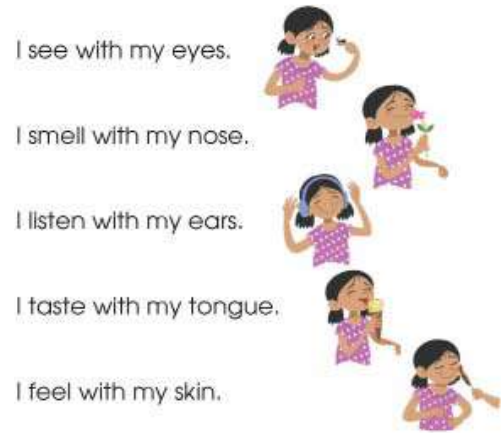 I see with my eyes.
I smell with my nose.
I listen with my ears.
I taste with my tongue.
I feel with my skin.